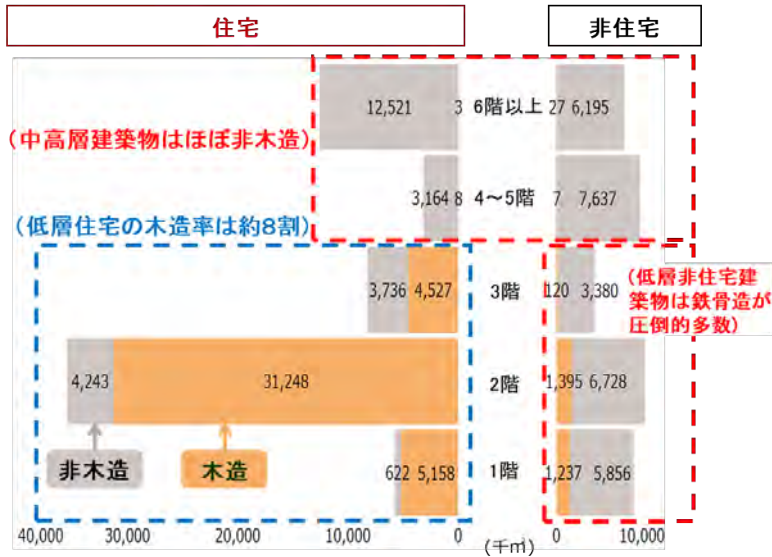 住宅
非住宅
12,521 3 6階以上 27 6,195
(中高層建築物はほぼ非木造)
3,164 8 4～5階 7 7,637
(低層住宅の木造率は約8割)
3,736 4,527 3階 120 3,380
(低層非住宅建
築物は鉄骨造が
圧倒的多数)
4,243 31,248 2階 1,395 6,728
非木造 木造
622 5,158 1階 1,237 5,856
40,000 30,000 20,000 10,000 0 (千㎡) 0 10,000